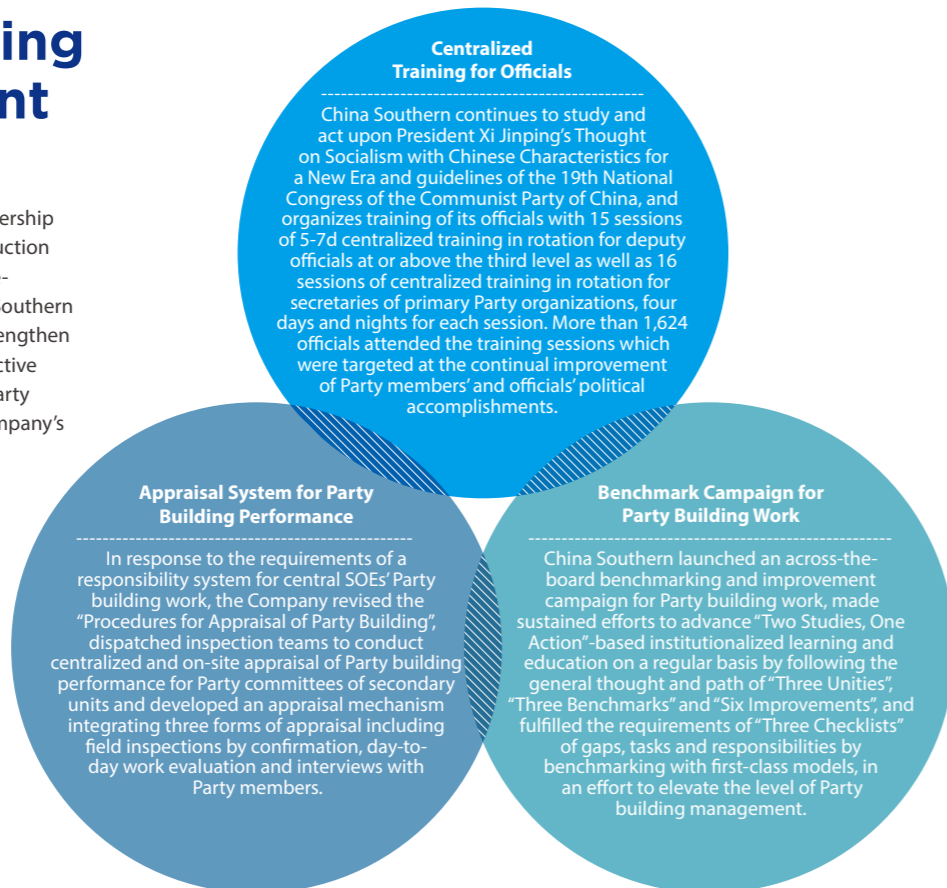 ing
nt
ership
uction
e-
Southern
engthen
ctive
arty
mpany's
Centralized
Training for Officials
China Southern continues to study and
act upon President Xi Jinping's Thought
on Socialism with Chinese Characteristics for
a New Era and guidelines of the 19th National
Congress of the Communist Party of China, and
organizes training of its officials with 15 sessions
of 5-7d centralized training in rotation for deputy
officials at or above the third level as well as 16
sessions of centralized training in rotation for
secretaries of primary Party organizations, four
days and nights for each session. More than 1,624
officials attended the training sessions which
were targeted at the continual improvement
of Party members' and officials' political
accomplishments.
Appraisal System for Party
Building Performance
In response to the requirements of a
responsibility system for central SOEs' Party
building work, the Company revised the
"Procedures for Appraisal of Party Building",
dispatched inspection teams to conduct
centralized and on-site appraisal of Party building
performance for Party committees of secondary
units and developed an appraisal mechanism
integrating three forms of appraisal including
field inspections by confirmation, day-to-
day work evaluation and interviews with
Party members.
Benchmark Campaign for
Party Building Work
China Southern launched an across-the-
board benchmarking and improvement
campaign for Party building work, made
sustained efforts to advance "Two Studies, One
Action"-based institutionalized learning and
education on a regular basis by following the
general thought and path of "Three Unities",
"Three Benchmarks" and "Six Improvements", and
fulfilled the requirements of "Three Checklists"
of gaps, tasks and responsibilities by
benchmarking with first-class models, in
an effort to elevate the level of Party
building management.